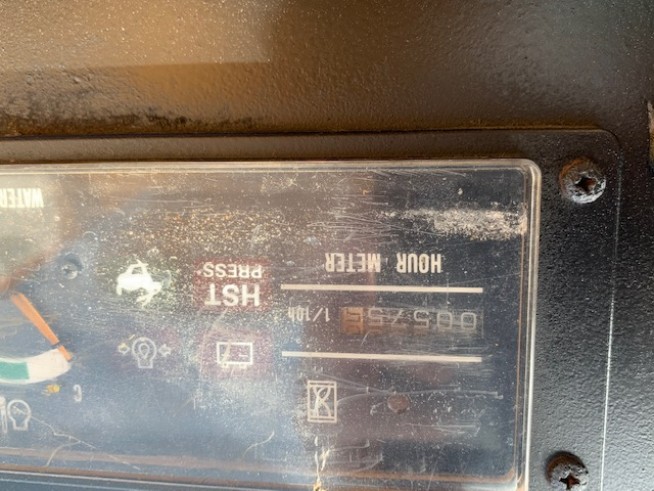 C
1/10h
HST
PRESS
HOUR METER
WATER